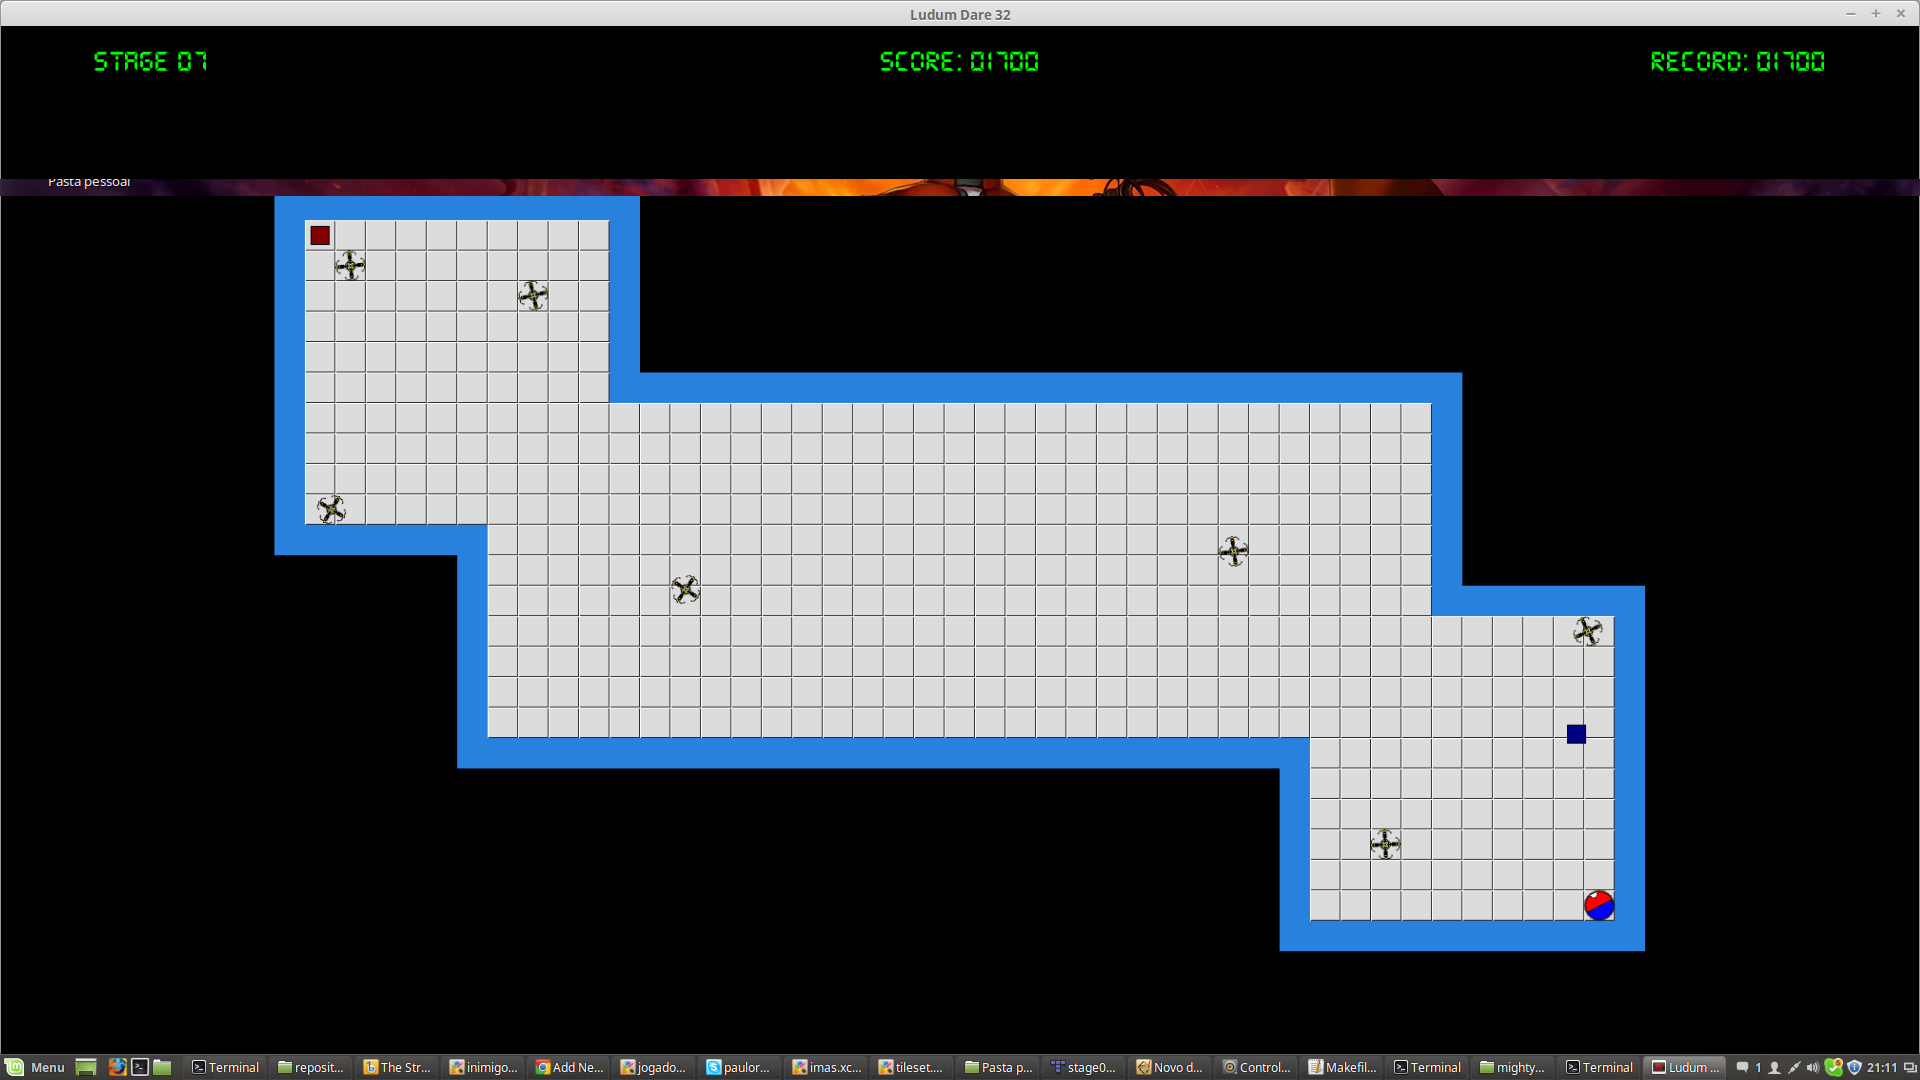 Ludum Dare 32
STAGE 07 SCORE: 01700 RECORD: 01700
Pasta pessoal
Menu Terminal reposit... The Str... inimigo... Add Ne... jogado... paulor... imas.xc... tileset.... Pasta p... stage0... Novo d... Control... Makefil... Terminal mighty... Terminal Ludum ... 1 21:11